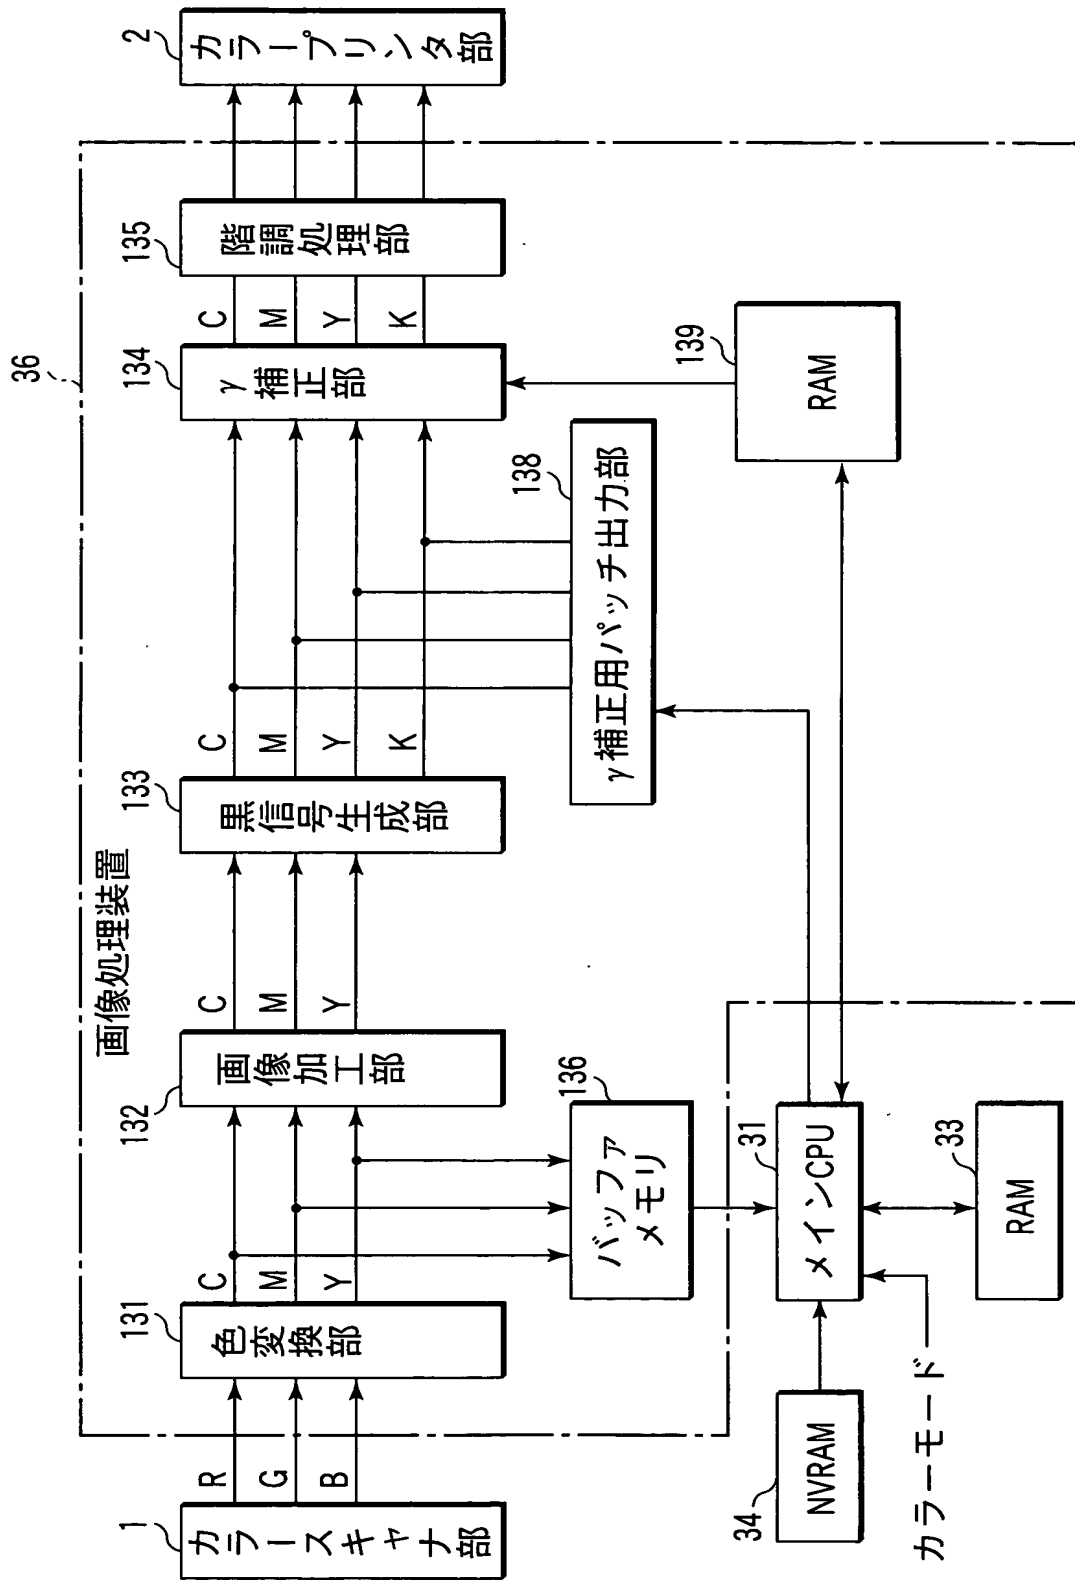 36
画像処理装置
1
カラースキャナ部
R
G
B
131
色変換部
C
M
Y
132
画像加工部
C
M
Y
133
黒信号生成部
C
M
Y
K
134
γ補正部
C
M
Y
K
135
階調処理部
2
カラープリンタ部
136
バッファ
メモリ
138
γ補正用パッチ出力部
139
RAM
34
NVRAM
31
メインCPU
33
RAM
カラーモード